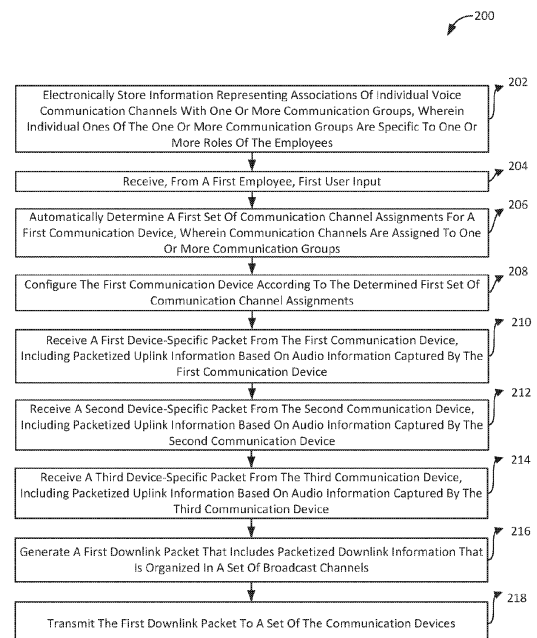 200
202
Electronically Store Information Representing Associations Of Individual Voice
Communication Channels With One Or More Communication Groups, Wherein
Individual Ones Of The One Or More Communication Groups Are Specific To One Or
More Roles Of The Employees
204
Receive, From A First Employee, First User Input
206
Automatically Determine A First Set Of Communication Channel Assignments For A
First Communication Device, Wherein Communication Channels Are Assigned To One
Or More Communication Groups
208
Configure The First Communication Device According To The Determined First Set Of
Communication Channel Assignments
210
Receive A First Device-Specific Packet From The First Communication Device,
Including Packetized Uplink Information Based On Audio Information Captured By The
First Communication Device
212
Receive A Second Device-Specific Packet From The Second Communication Device,
Including Packetized Uplink Information Based On Audio Information Captured By The
Second Communication Device
214
Receive A Third Device-Specific Packet From The Third Communication Device,
Including Packetized Uplink Information Based On Audio Information Captured By The
Third Communication Device
216
Generate A First Downlink Packet That Includes Packetized Downlink Information That
Is Organized In A Set Of Broadcast Channels
218
Transmit The First Downlink Packet To A Set Of The Communication Devices